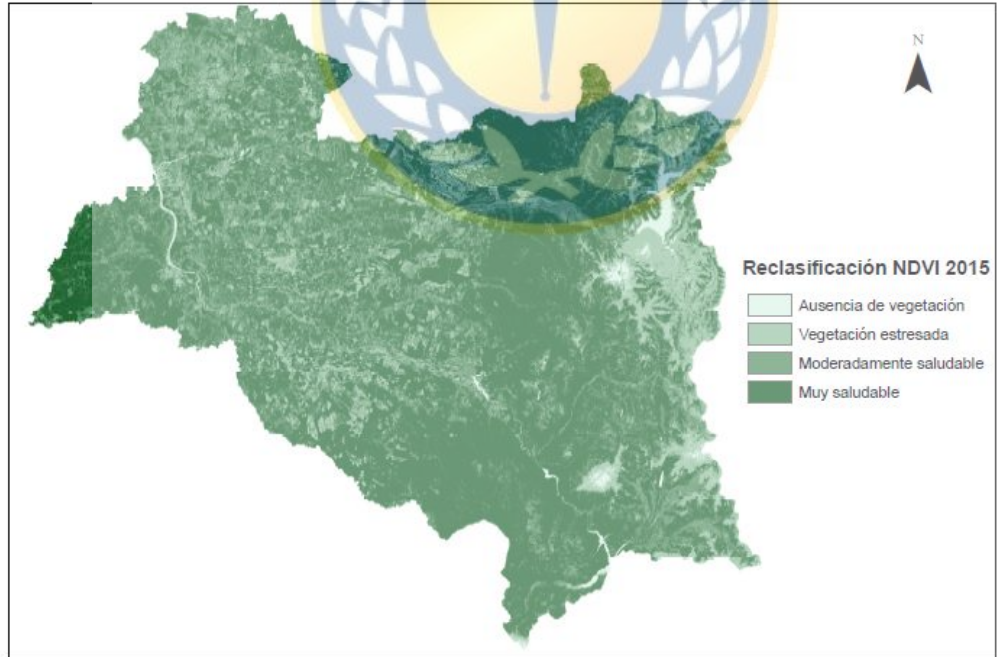 N
Reclasificación NDVI 2015
Ausencia de vegetación
Vegetación estresada
Moderadamente saludable
Muy saludable